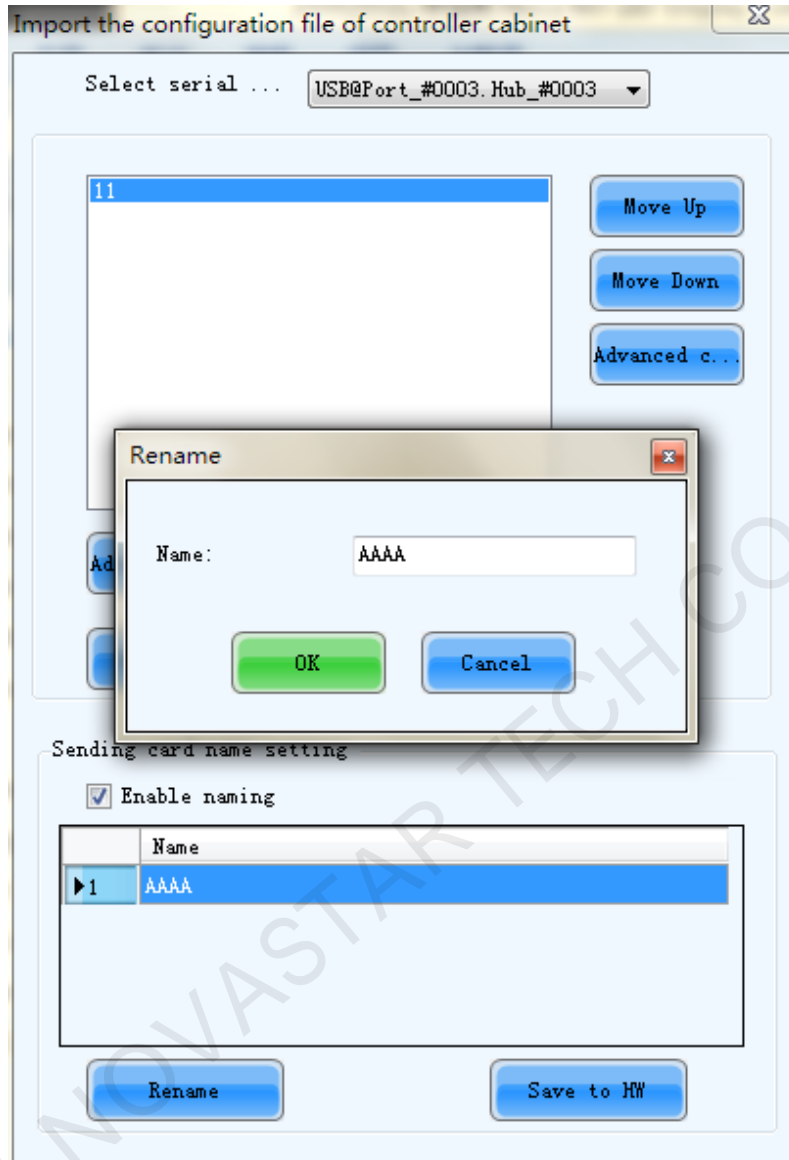 Import the configuration file of controller cabinet
Select serial ...
USB@Port_#0003.Hub_#0003
11
Move Up
Move Down
Advanced c...
Rename
Name:
AAAA
Ad
OK
Cancel
Sending card name setting
Enable naming
Name
1
AAAA
Rename
Save to HW
NOVASTAR TECH CO